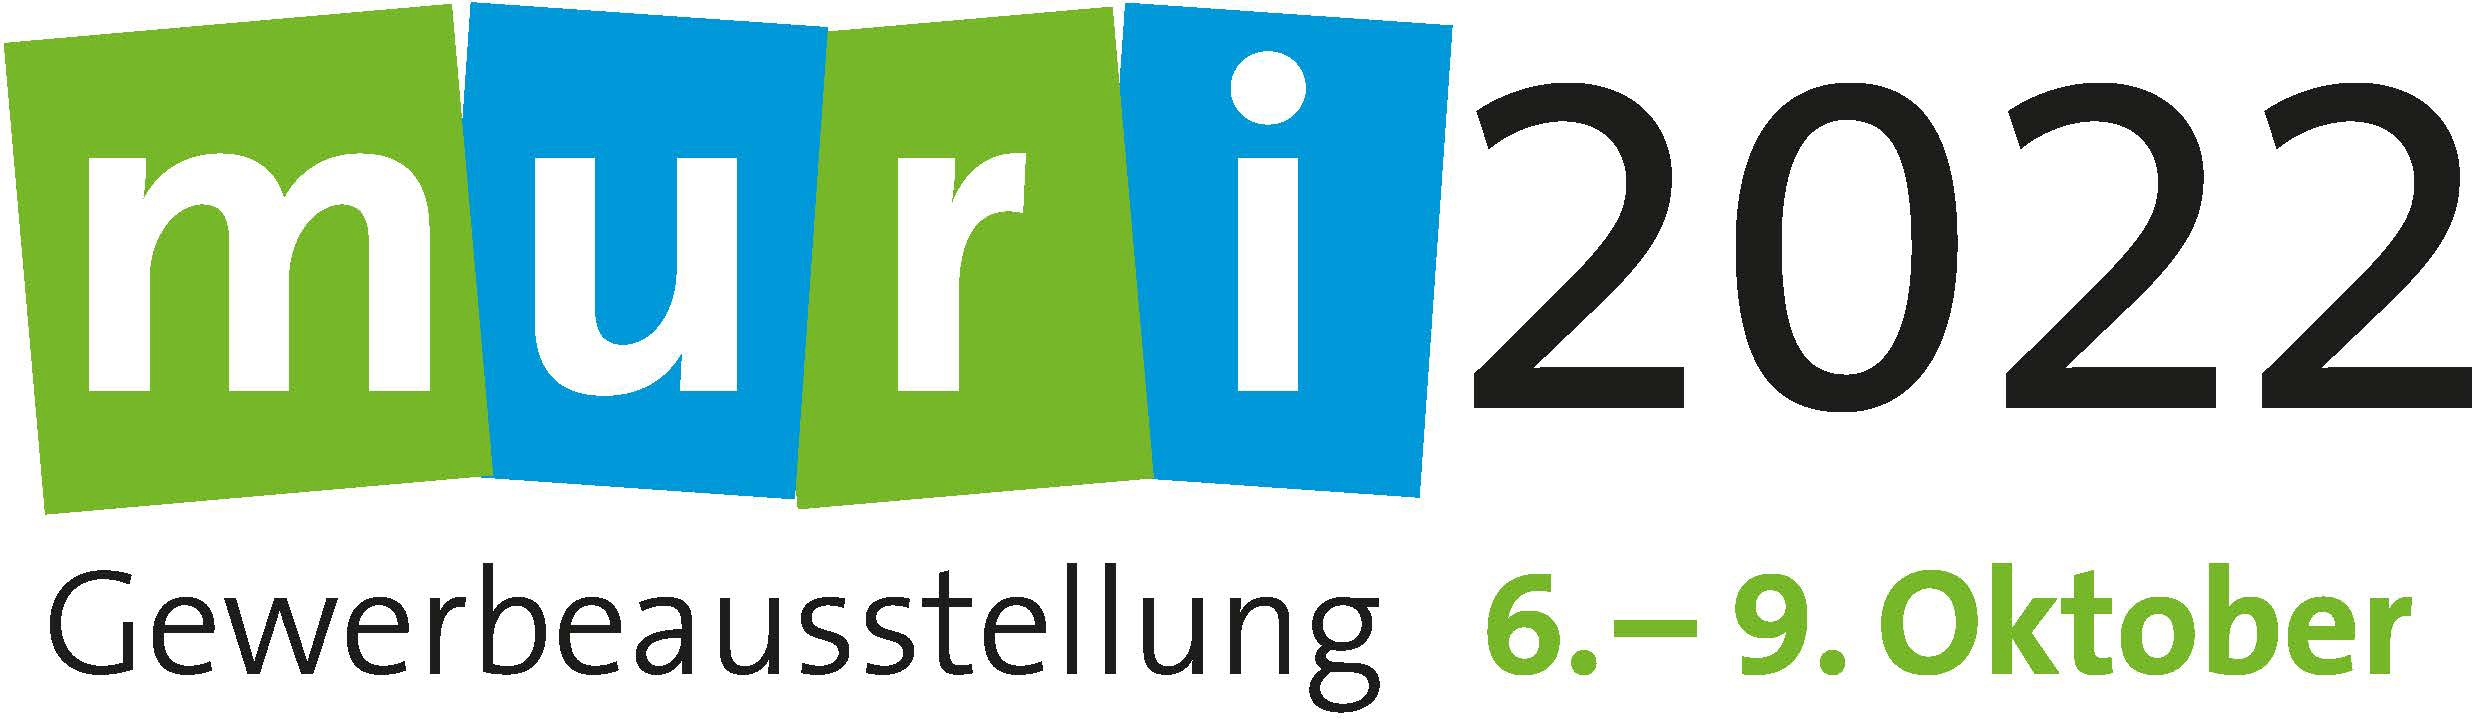 muri 2022
Gewerbeausstellung 6.– 9. Oktober